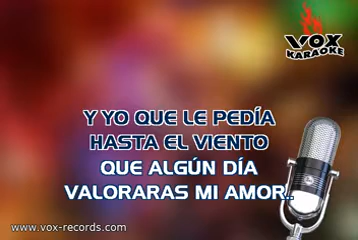 VOX
KARAOKE
Y YO QUE LE PEDÍA
HASTA EL VIENTO
QUE ALGÚN DÍA
VALORARAS MI AMOR..
www.vox-records.com